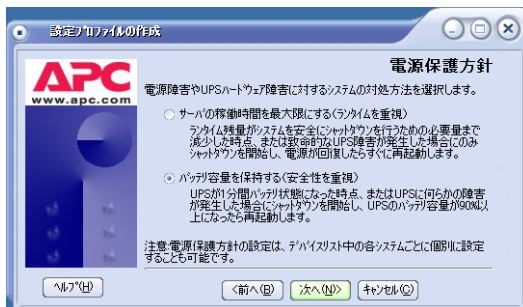 設定プロファイルの作成
電源保護方針
APC
www.apc.com
電源障害やUPSハートウェア障害に対するシステムの対処方法を選択します。
サーバの稼働時間を最大限にする(ランタイムを重視)
ランタイム残量がシステムを安全にシャットダウンを行うための必要量まで
減少した時点、または致命的なUPS障害が発生した場合にのみ
シャットダウンを開始し、電源が回復したらすぐに再起動します。
バッテリ容量を保持する(安全性を重視)
UPSが1分間バッテリ状態になった時点、またはUPSに何らかの障害
が発生した場合にシャットダウンを開始し、UPSのバッテリ容量が90%以
上になったら再起動します。
注意:電源保護方針の設定は、デバイスリスト中の各システムごとに個別に設定
することも可能です。
ヘルプ(H)
<前へ(B)
次へ(N)>
キャンセル(C)